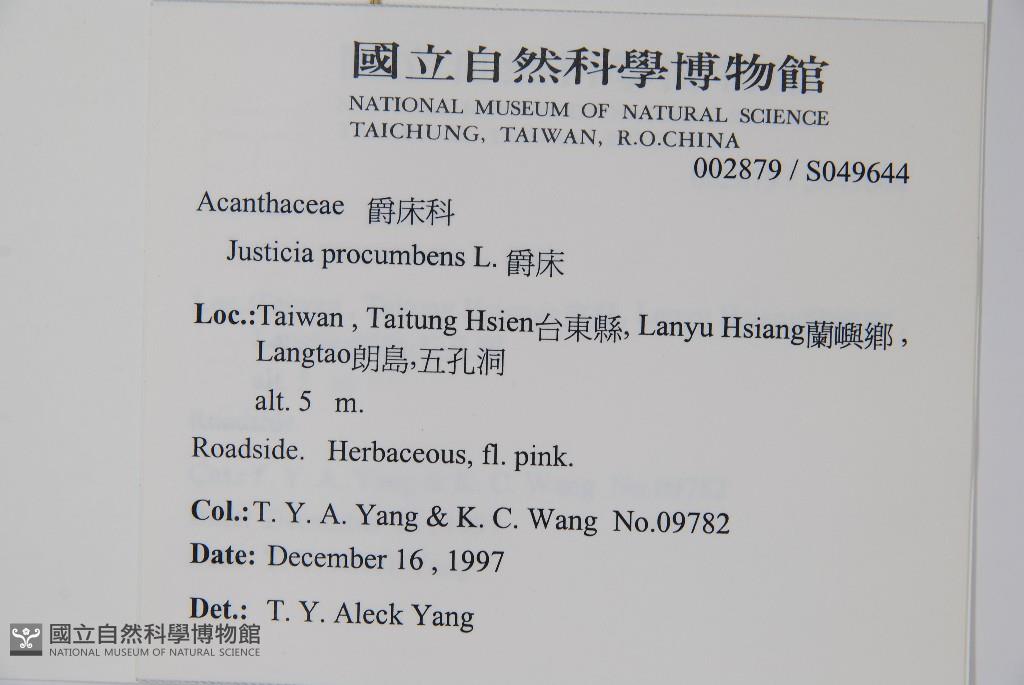 國立自然科學博物館
NATIONAL MUSEUM OF NATURAL SCIENCE
TAICHUNG, TAIWAN, R.O.CHINA
002879 / S049644
Acanthaceae 爵床科
Justicia procumbens L. 爵床
Loc.:Taiwan , Taitung Hsien台東縣, Lanyu Hsiang蘭嶼鄉 ,
Langtao朗島,五孔洞
alt. 5 m.
Roadside. Herbaceous, fl. pink.
Col.:T. Y. A. Yang & K. C. Wang No.09782
Date: December 16 , 1997
Det.: T. Y. Aleck Yang
國立自然科學博物館
NATIONAL MUSEUM OF NATURAL SCIENCE